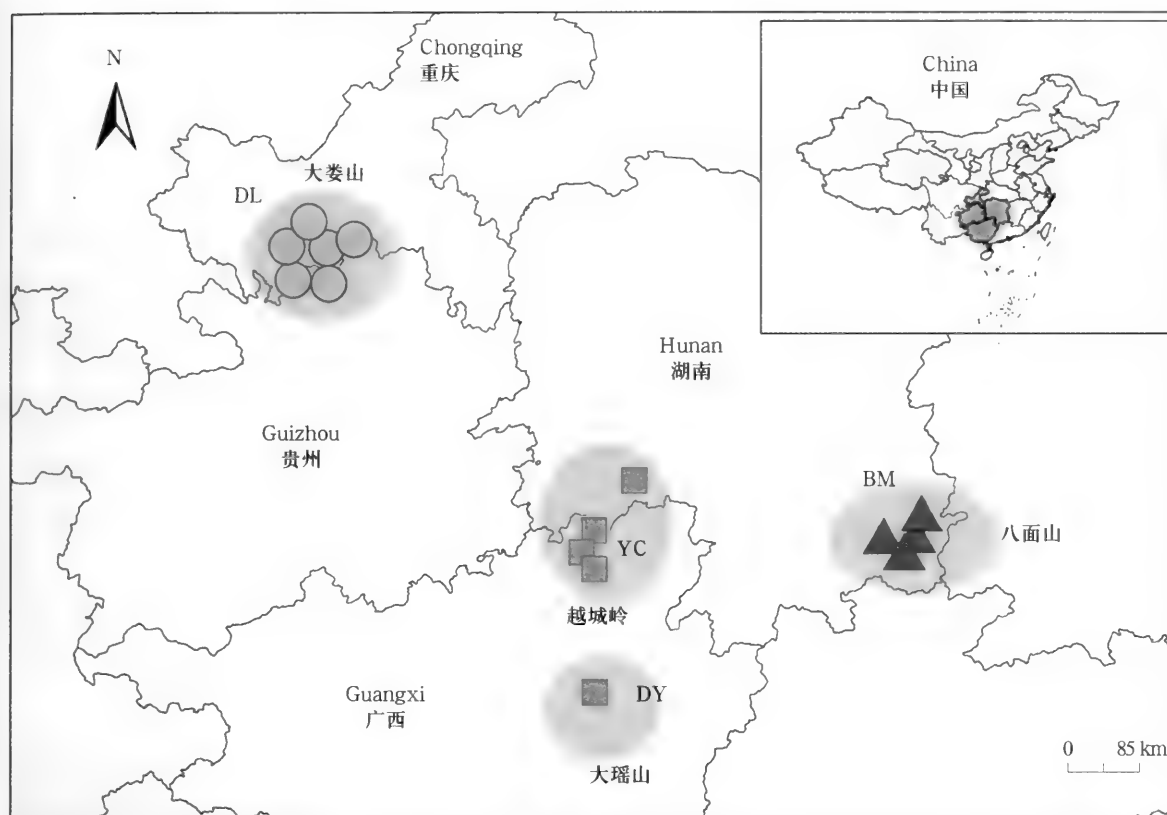 N
Chongqing
重庆
China
中国
大娄山
DL
Hunan
湖南
Guizhou
贵州
BM
八面山
YC
越城岭
Guangxi
广西
DY
大瑶山
0 85 km